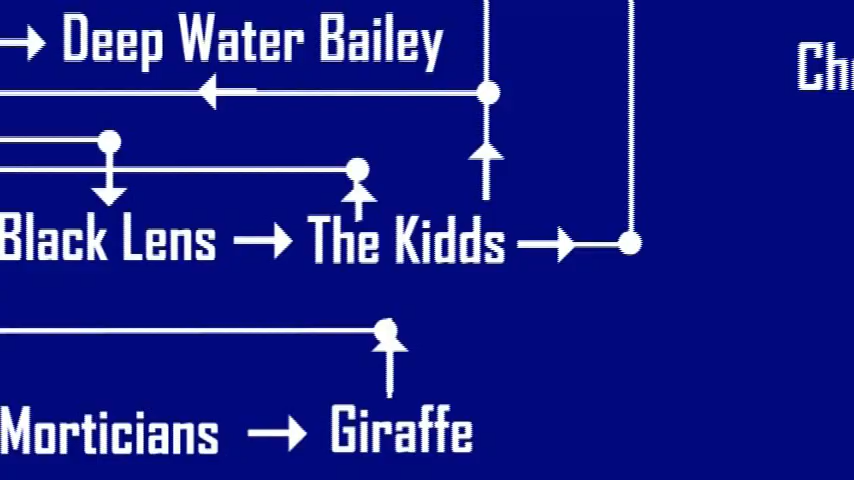 Deep Water Bailey
Black Lens
The Kidds
Morticians
Giraffe